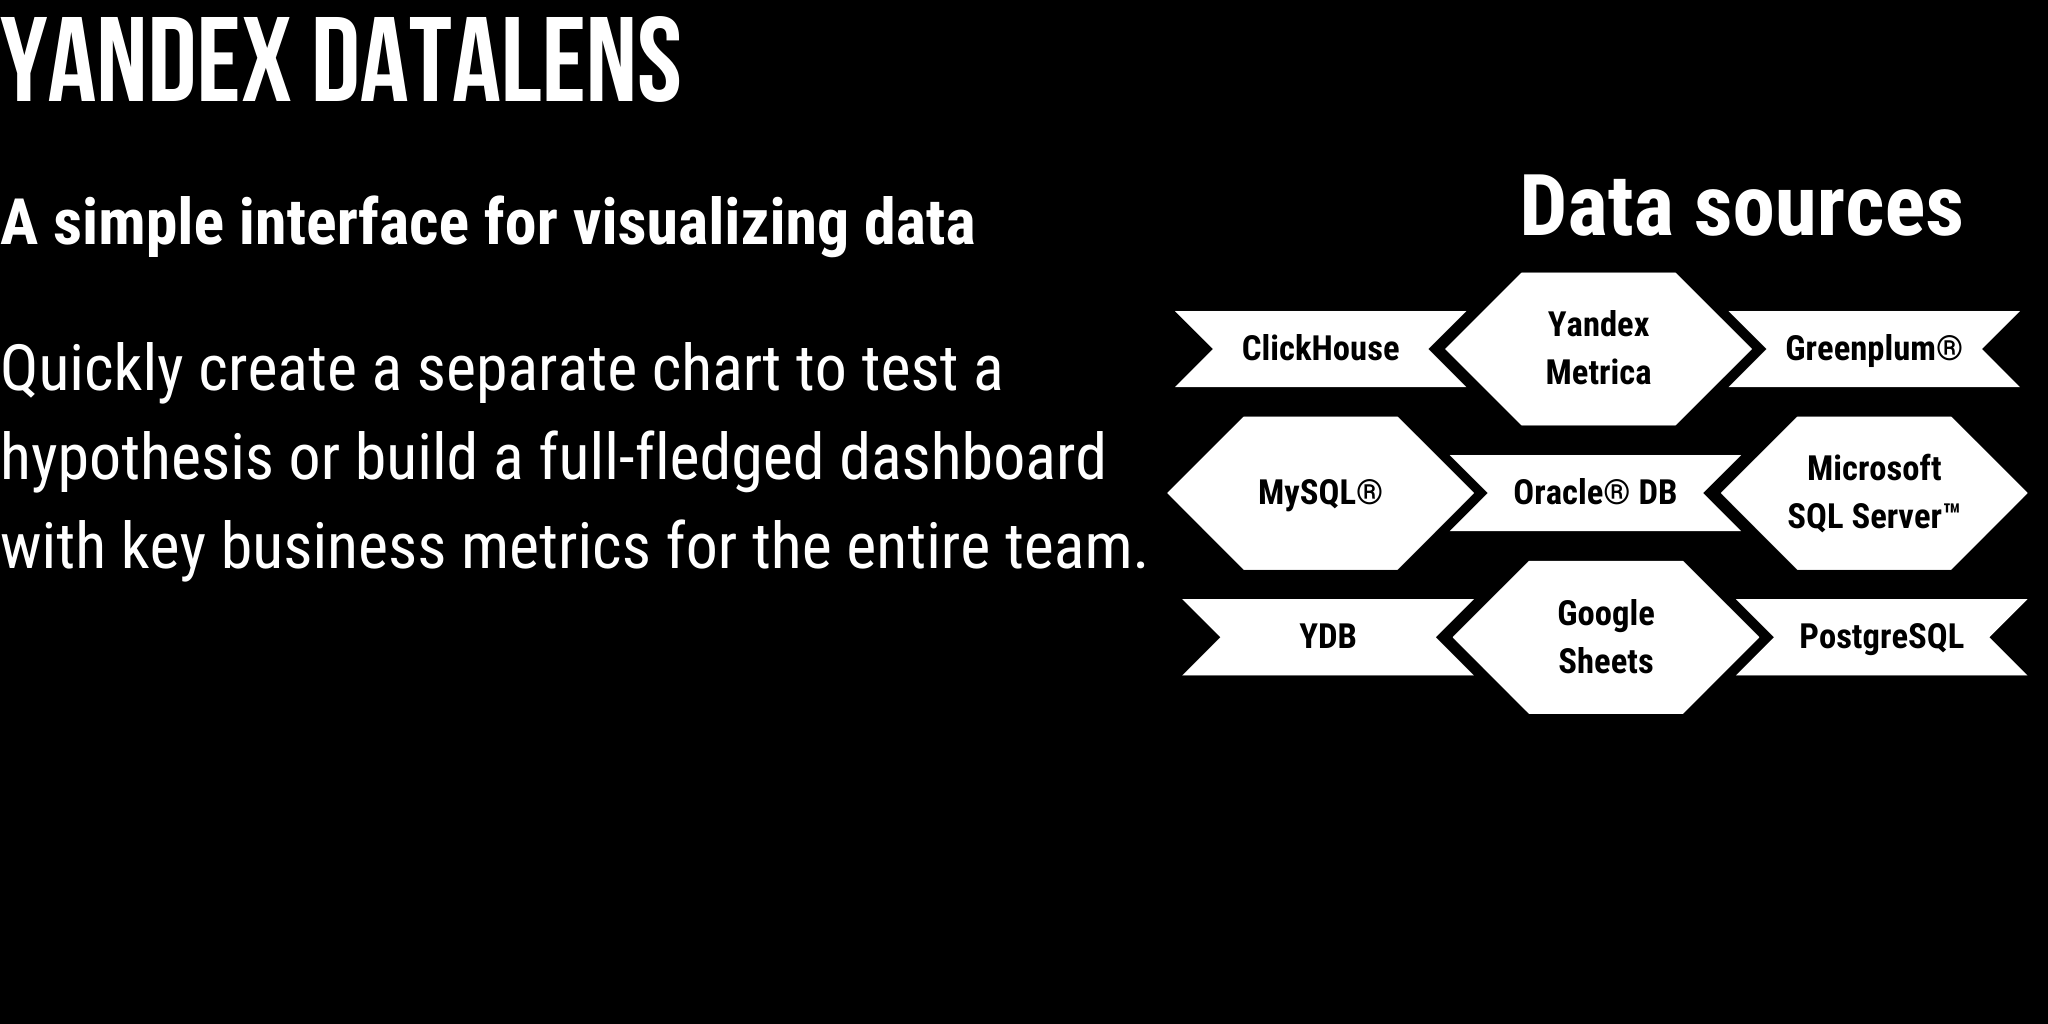 YANDEX DATALENS
A simple interface for visualizing data
Quickly create a separate chart to test a
hypothesis or build a full-fledged dashboard
with key business metrics for the entire team.
Data sources
ClickHouse
Yandex
Metrica
Greenplum®
MySQL®
Oracle® DB
Microsoft
SQL Server™
YDB
Google
Sheets
PostgreSQL